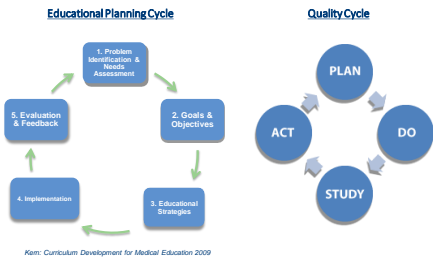 Educational Planning Cycle
1. Problem
Identification &
Needs
Assessment
2. Goals &
Objectives
3. Educational
Strategies
4. Implementation
5. Evaluation
& Feedback
Kern: Curriculum Development for Medical Education 2009
Quality Cycle
PLAN
DO
STUDY
ACT